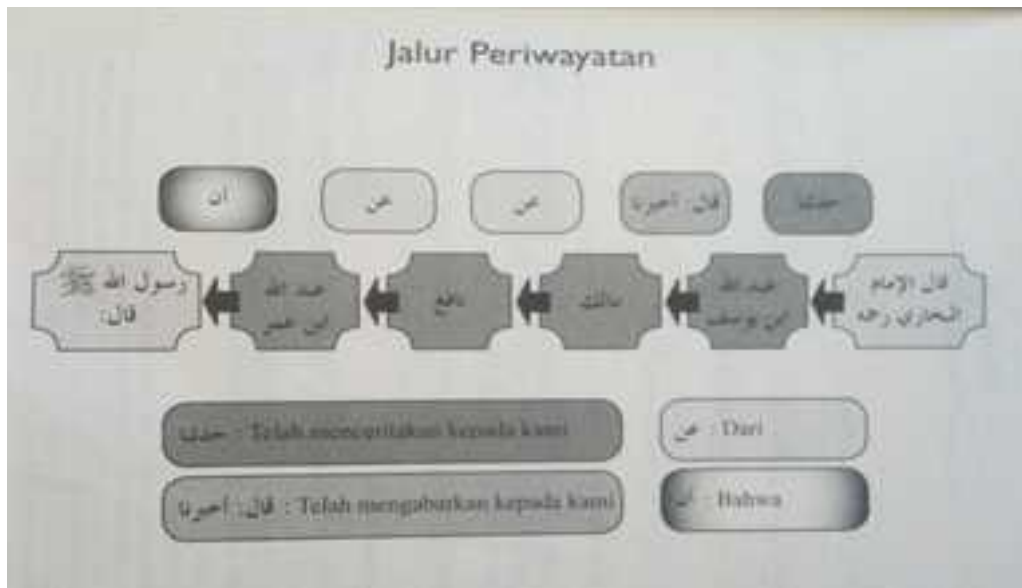 Jalur Periwayatan
حدثنا
قال: أخبرنا
عن
عن
أن
قال الإمام
البخاري رحمه
عبد الله
ابن يوسف
مالك
نافع
عبد الله
ابن عمر
رسول الله ﷺ
قال:
حدثنا : Telah menceritakan kepada kami
عن : Dari
قال: أخبرنا : Telah mengabarkan kepada kami
أن : Bahwa